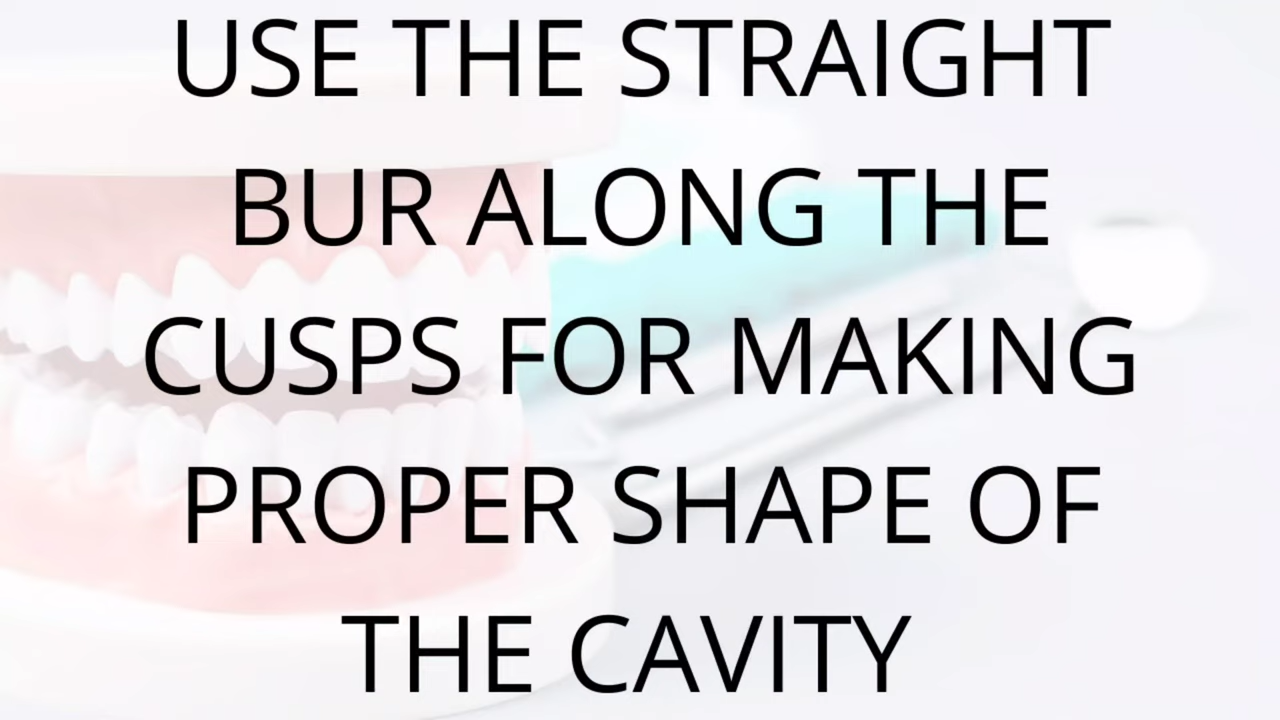 USE THE STRAIGHT
BUR ALONG THE
CUSPS FOR MAKING
PROPER SHAPE OF
THE CAVITY